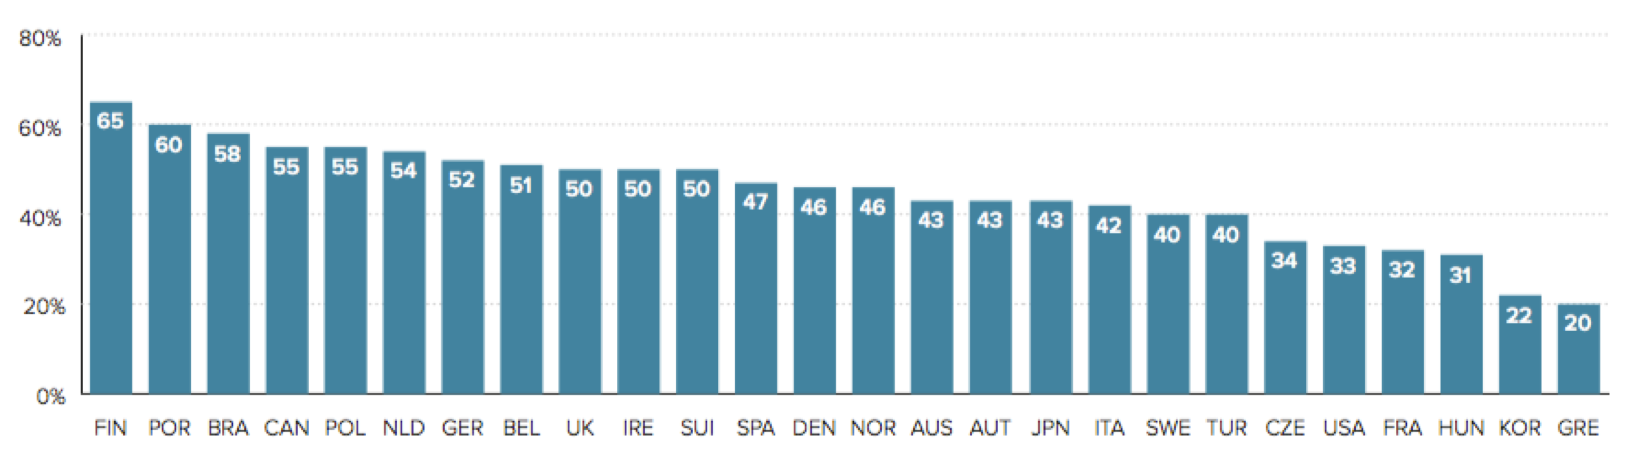 80%
60%
40%
20%
0%
65 60 58 55 55 54 52 51 50 50 50 47 46 46 43 43 43 42 40 40 34 33 32 31 22 20
FIN POR BRA CAN POL NLD GER BEL UK IRE SUI SPA DEN NOR AUS AUT JPN ITA SWE TUR CZE USA FRA HUN KOR GRE